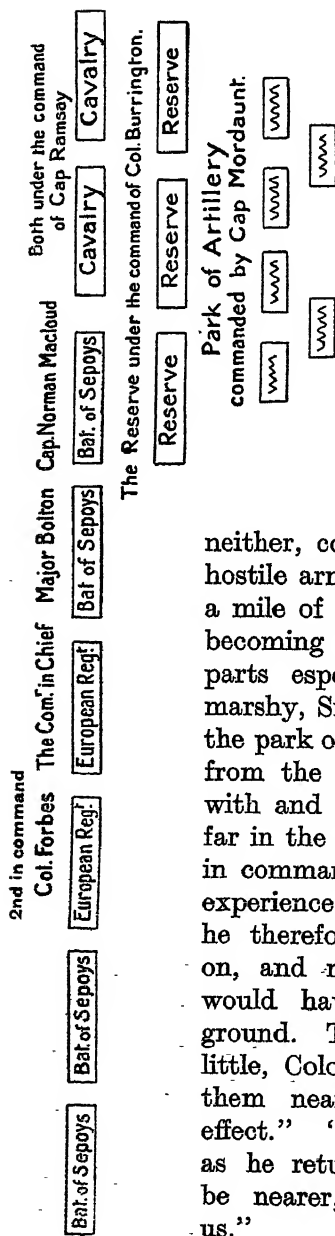 2nd in command
Both under the command
of Cap Ramsay
Col. Forbes The Com.r in Chief Major Bolton Cap. Norman Macloud
Bat. of Sepoys Bat. of Sepoys European Regt European Regt Bat of Sepoys Bat. of Sepoys Cavalry Cavalry
The Reserve under the command of Col. Burrington.
Reserve Reserve Reserve
Park of Artillery
commanded by Cap Mordaunt.
neither, co
hostile arr
a mile of
becoming
parts espe
marshy, Si
the park o
from the
with and
far in the
in comman
experience
he therefo
on, and r
would ha
ground. T
little, Colo
them nea
effect.” ‘
as he retu
be nearer,
us.”